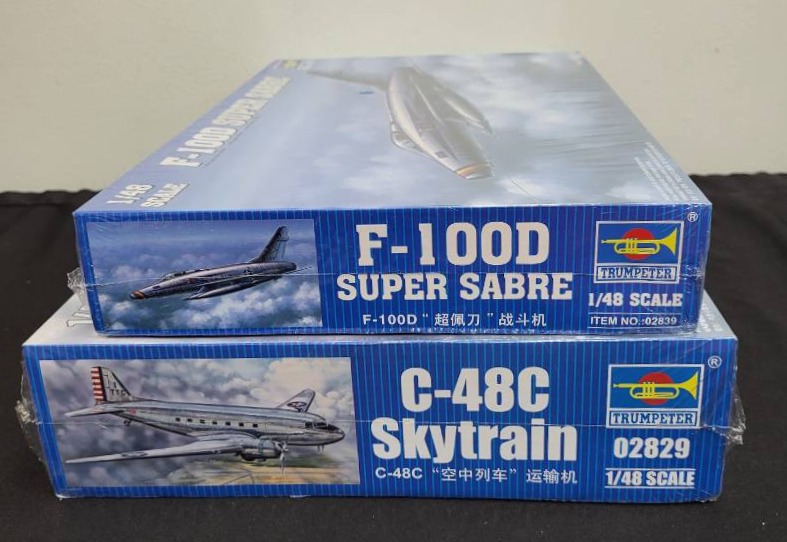 F-100D SUPER SABRE
1/48
SCALE
F-100D
SUPER SABRE
F-100D “超佩刀”战斗机
TRUMPETER
®
1/48 SCALE
ITEM NO.:02839
C-48C
Skytrain
C-48C “空中列车” 运输机
TRUMPETER
®
02829
1/48 SCALE